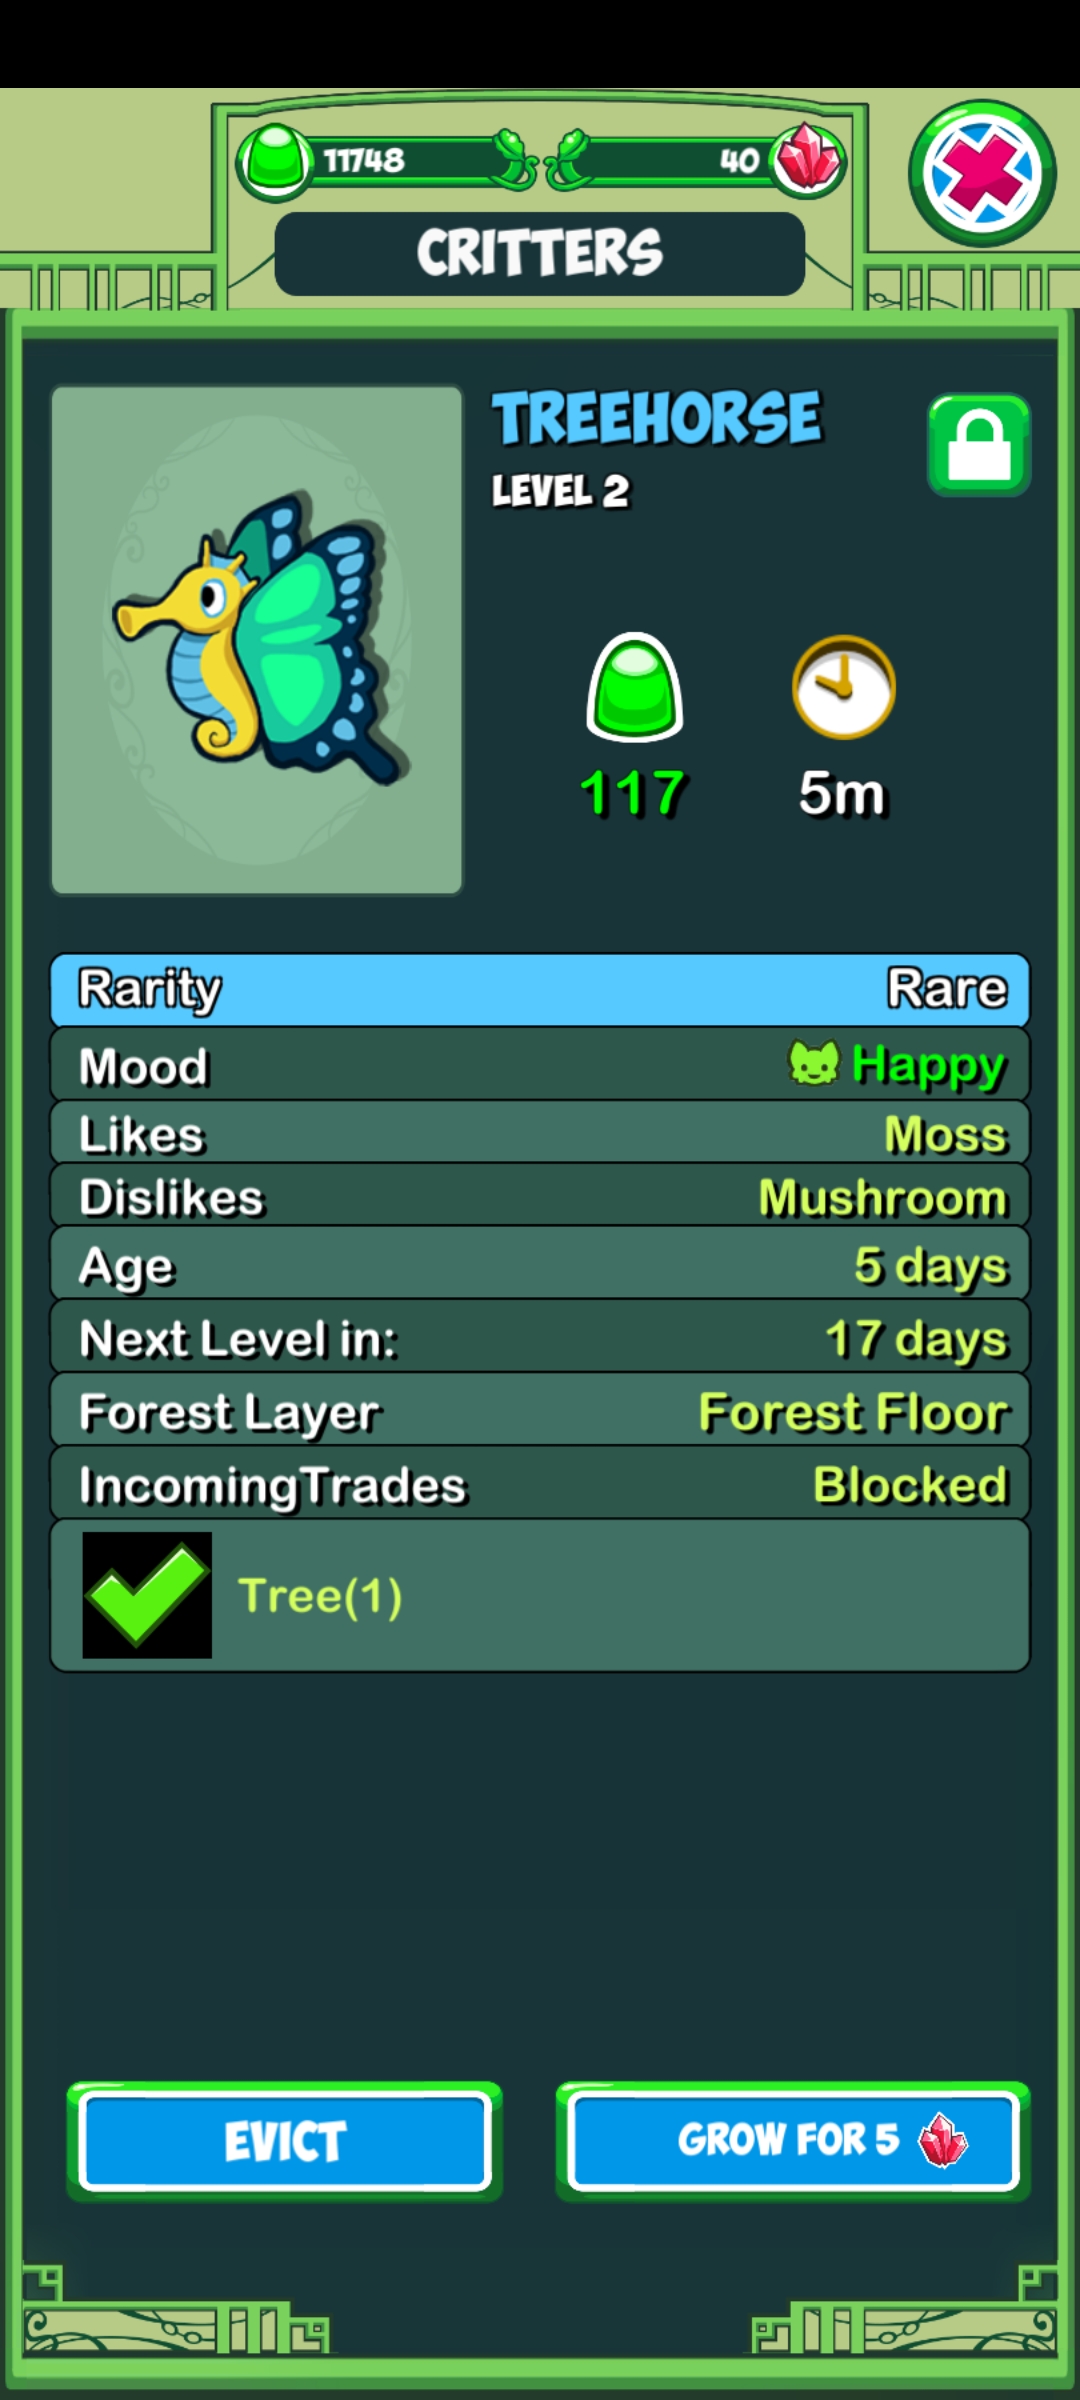 11748
40
CRITTERS
TREEHORSE
LEVEL 2
117
5m
Rarity Rare
Mood Happy
Likes Moss
Dislikes Mushroom
Age 5 days
Next Level in: 17 days
Forest Layer Forest Floor
IncomingTrades Blocked
Tree(1)
EVICT
GROW FOR 5